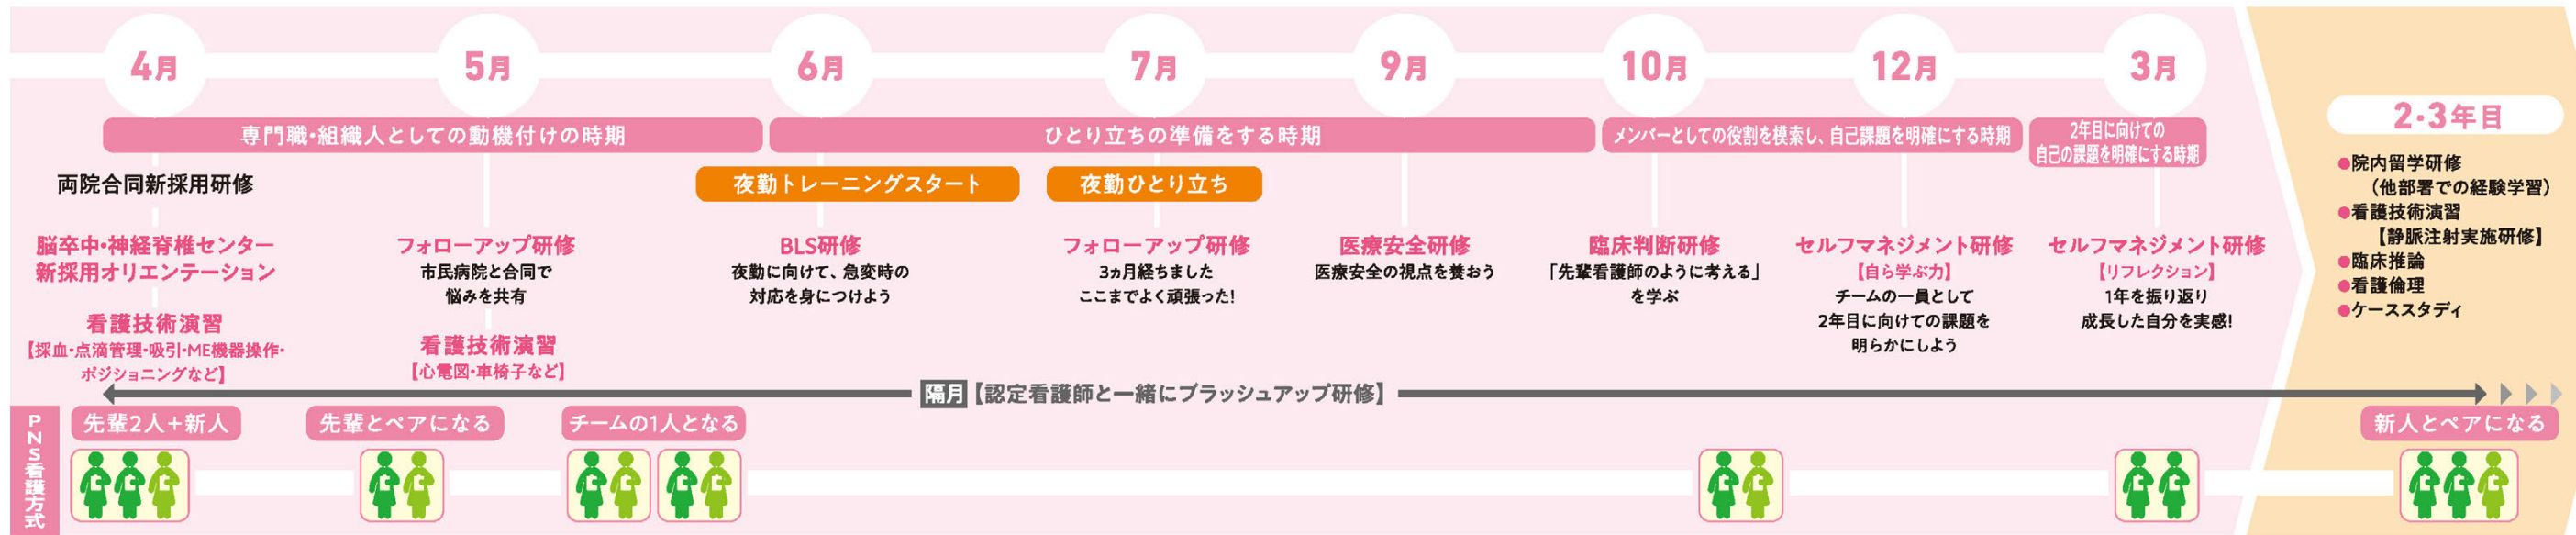 4月
5月
6月
7月
9月
10月
12月
3月
専門職・組織人としての動機付けの時期
ひとり立ちの準備をする時期
メンバーとしての役割を模索し、自己課題を明確にする時期
2年目に向けての
自己の課題を明確にする時期
両院合同新採用研修
夜勤トレーニングスタート
夜勤ひとり立ち
脳卒中・神経脊椎センター
新採用オリエンテーション
看護技術演習
【採血・点滴管理・吸引・ME機器操作・
ポジショニングなど】
フォローアップ研修
市民病院と合同で
悩みを共有
看護技術演習
【心電図・車椅子など】
BLS研修
夜勤に向けて、急変時の
対応を身につけよう
フォローアップ研修
3ヵ月経ちました
ここまでよく頑張った!
医療安全研修
医療安全の視点を養おう
臨床判断研修
「先輩看護師のように考える」
を学ぶ
セルフマネジメント研修
【自ら学ぶ力】
チームの一員として
2年目に向けての課題を
明らかにしよう
セルフマネジメント研修
【リフレクション】
1年を振り返り
成長した自分を実感!
2・3年目
●院内留学研修
（他部署での経験学習）
●看護技術演習
【静脈注射実施研修】
●臨床推論
●看護倫理
●ケーススタディ
隔月【認定看護師と一緒にブラッシュアップ研修】
PNS看護方式
先輩2人＋新人
先輩とペアになる
チームの1人となる
新人とペアになる